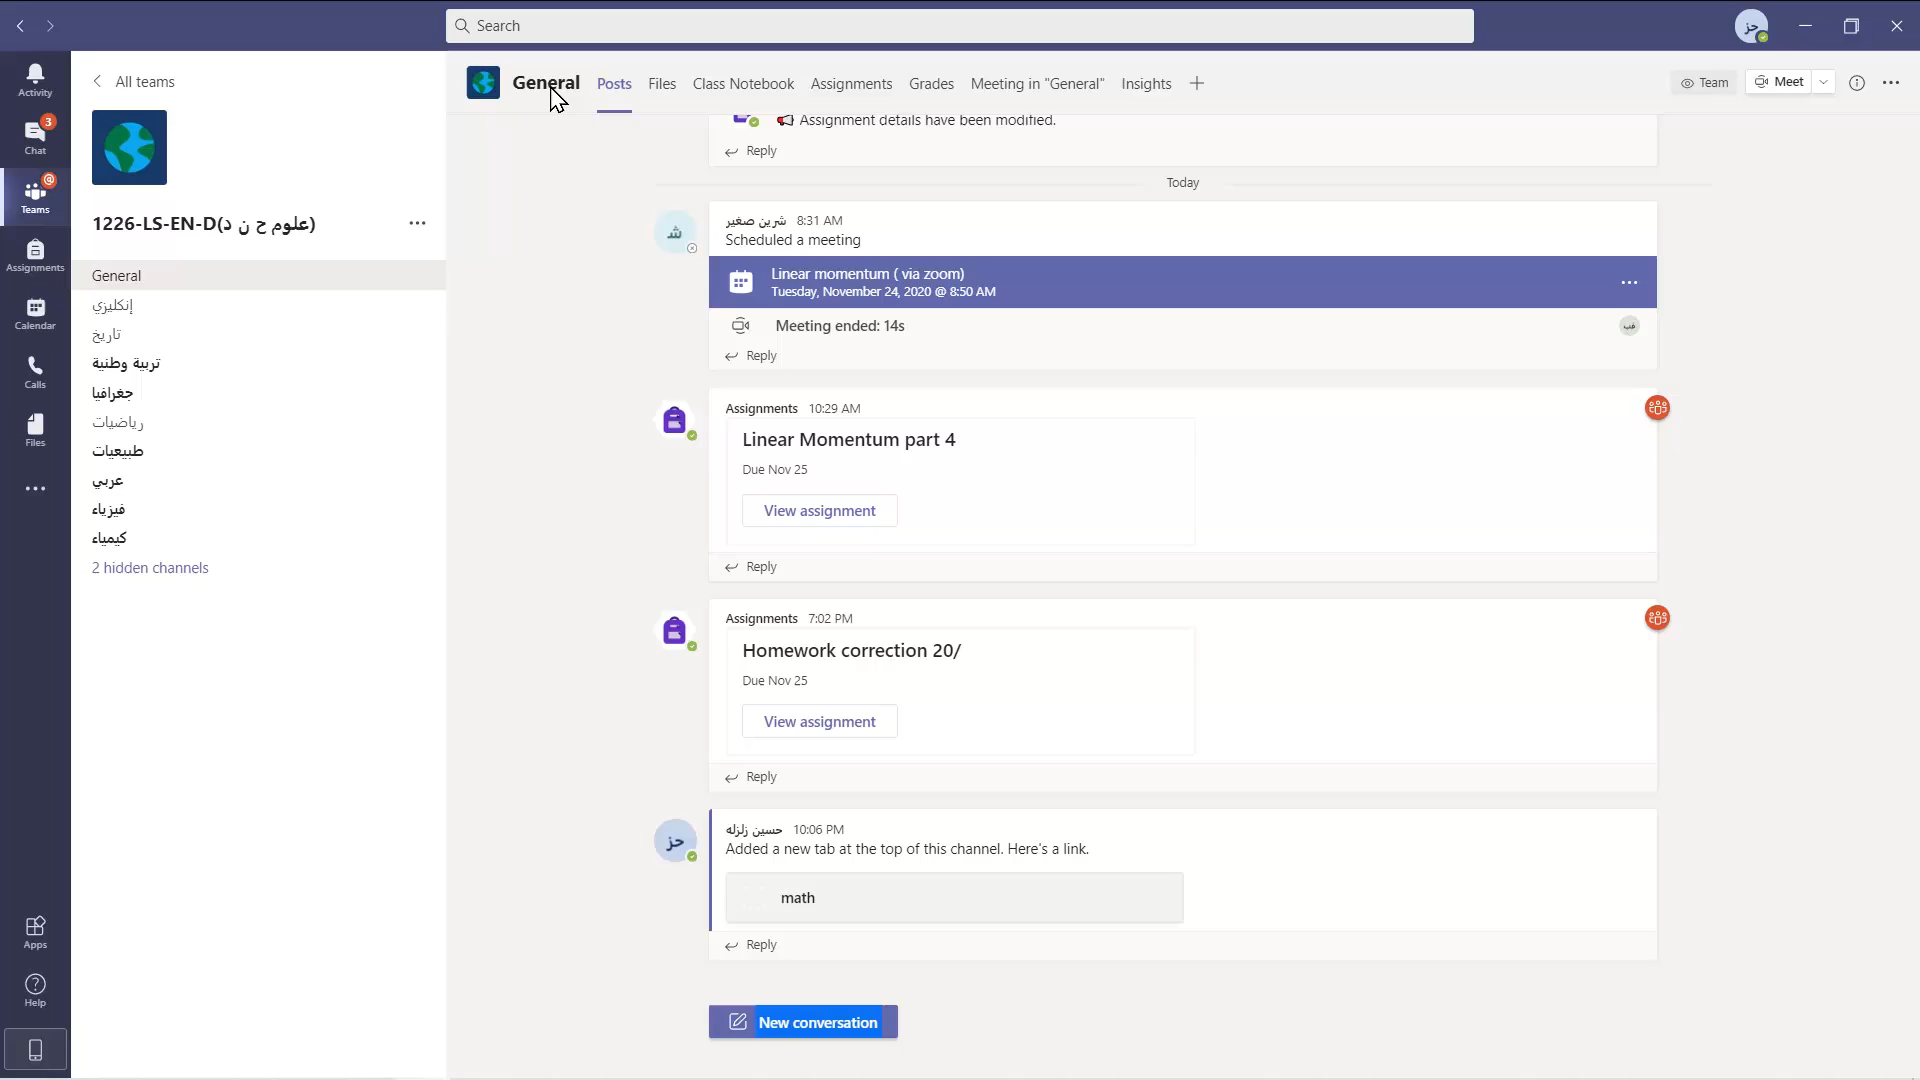 Search
حز
Activity
3
Chat
@
Teams
Assignments
Calendar
Calls
Files
Apps
Help
All teams
1226-LS-EN-D(علوم ح ن د)
General
إنكليزي
تاريخ
تربية وطنية
جغرافيا
رياضيات
طبيعيات
عربي
فيزياء
كيمياء
2 hidden channels
General
Posts
Files
Class Notebook
Assignments
Grades
Meeting in "General"
Insights
Team
Meet
Assignment details have been modified.
Reply
Today
شد
شرين صغير 8:31 AM
Scheduled a meeting
Linear momentum ( via zoom)
Tuesday, November 24, 2020 @ 8:50 AM
Meeting ended: 14s
Reply
Assignments 10:29 AM
Linear Momentum part 4
Due Nov 25
View assignment
Reply
Assignments 7:02 PM
Homework correction 20/
Due Nov 25
View assignment
Reply
حز
حسين زلزله 10:06 PM
Added a new tab at the top of this channel. Here's a link.
math
Reply
New conversation